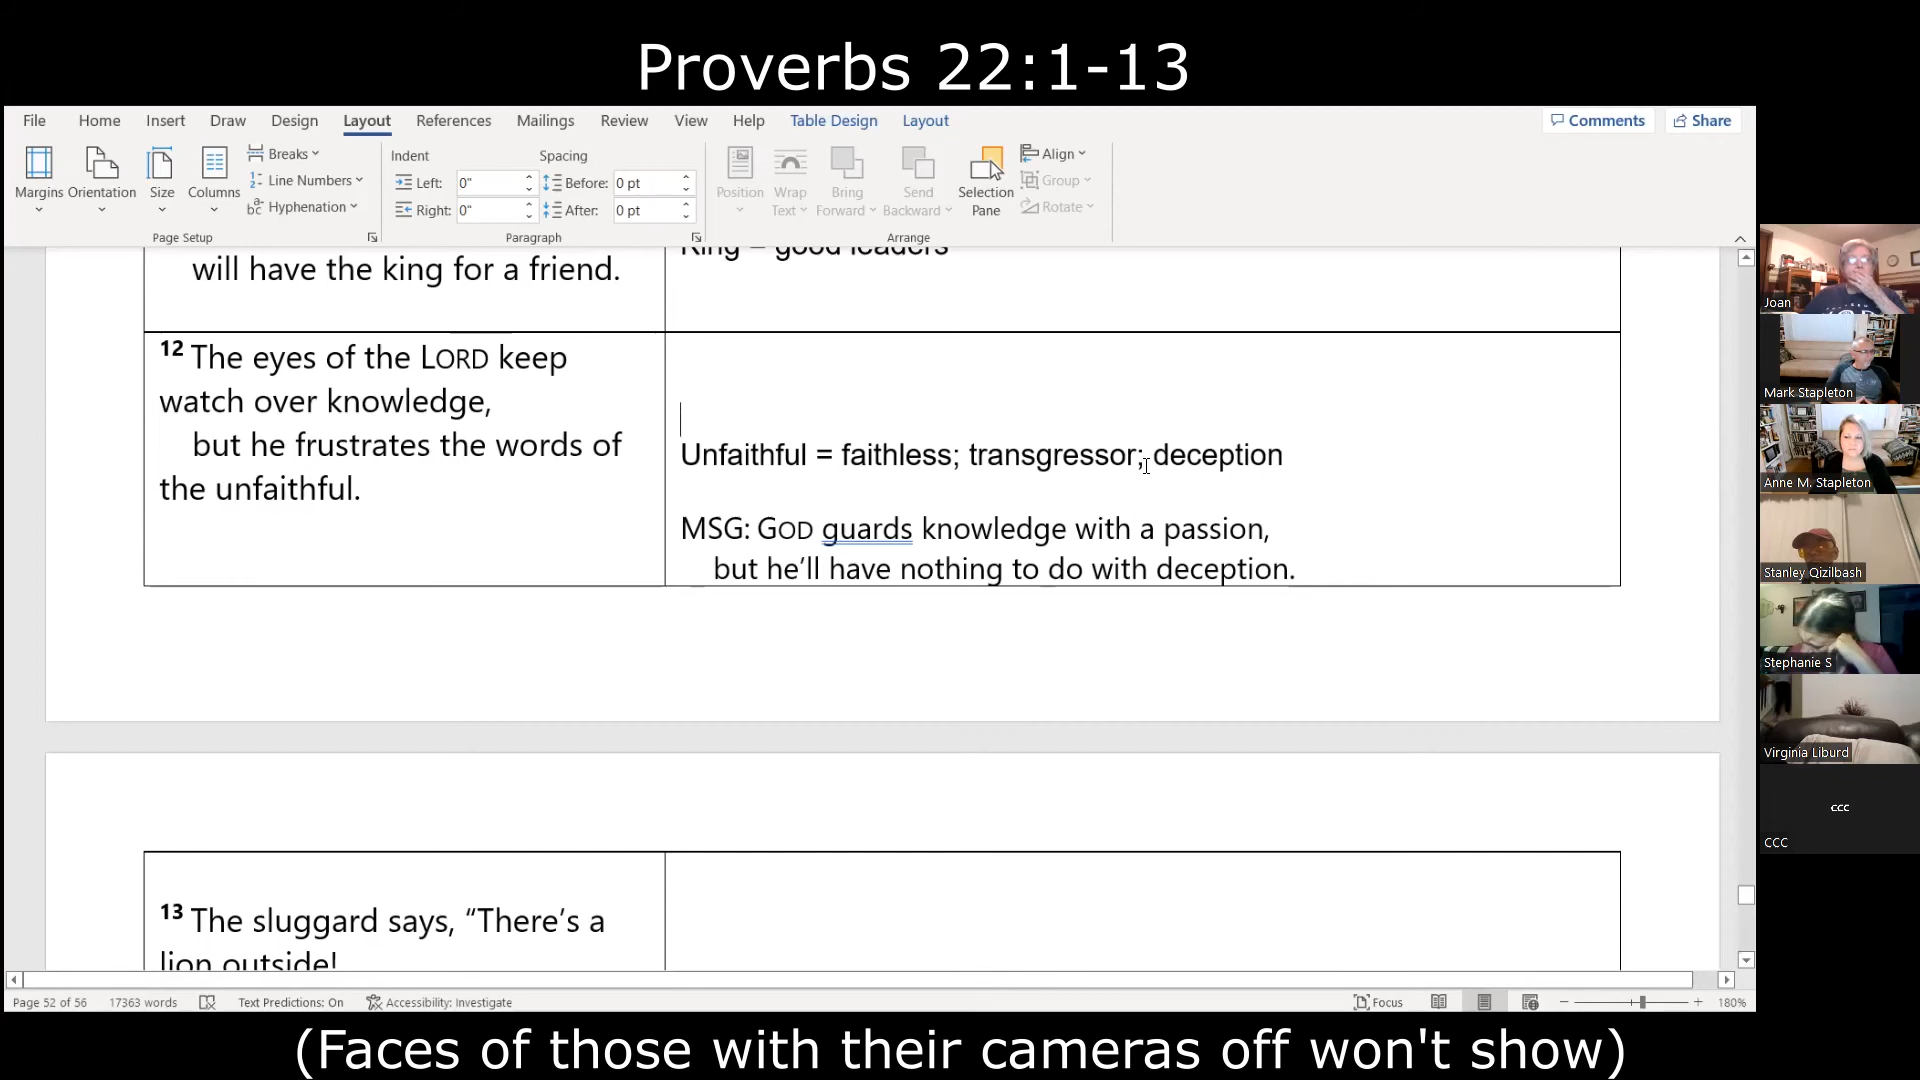 Proverbs 22:1-13
File Home Insert Draw Design Layout References Mailings Review View Help Table Design Layout Comments Share
Margins
Orientation
Size
Columns
Breaks
Line Numbers
Hyphenation
Page Setup
Indent
Left: 0"
Right: 0"
Spacing
Before: 0 pt
After: 0 pt
Paragraph
Position
Wrap
Text
Bring
Forward
Send
Backward
Selection
Pane
Align
Group
Rotate
Arrange
will have the king for a friend.
King = good leaders
12 The eyes of the LORD keep
watch over knowledge,
but he frustrates the words of
the unfaithful.
Unfaithful = faithless; transgressor; deception
MSG: GOD guards knowledge with a passion,
but he’ll have nothing to do with deception.
13 The sluggard says, “There’s a
lion outside!
Joan
Mark Stapleton
Anne M. Stapleton
Stanley Qizilbash
Stephanie S
Virginia Liburd
CCC
CCC
Page 52 of 56 17363 words Text Predictions: On Accessibility: Investigate Focus 180%
(Faces of those with their cameras off won't show)